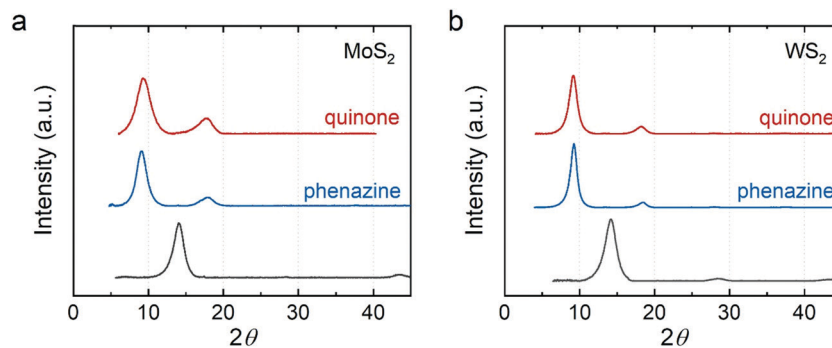 a
MoS₂
quinone
phenazine
Intensity (a.u.)
0 10 20 30 40
2θ
b
WS₂
quinone
phenazine
Intensity (a.u.)
0 10 20 30 40
2θ